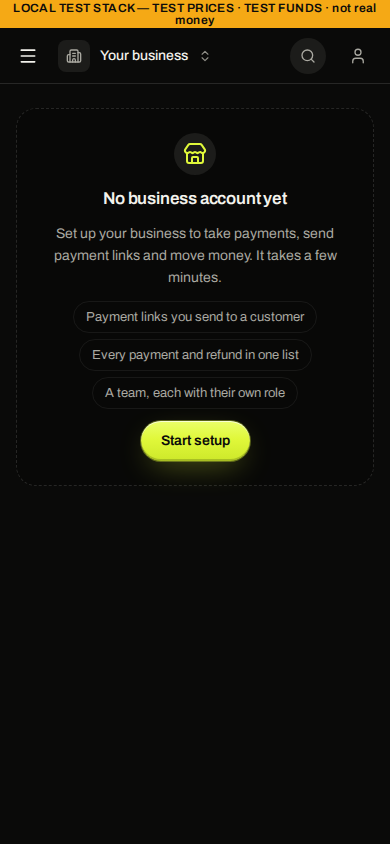 LOCAL TEST STACK — TEST PRICES · TEST FUNDS · not real
money
Your business
No business account yet
Set up your business to take payments, send
payment links and move money. It takes a few
minutes.
Payment links you send to a customer
Every payment and refund in one list
A team, each with their own role
Start setup